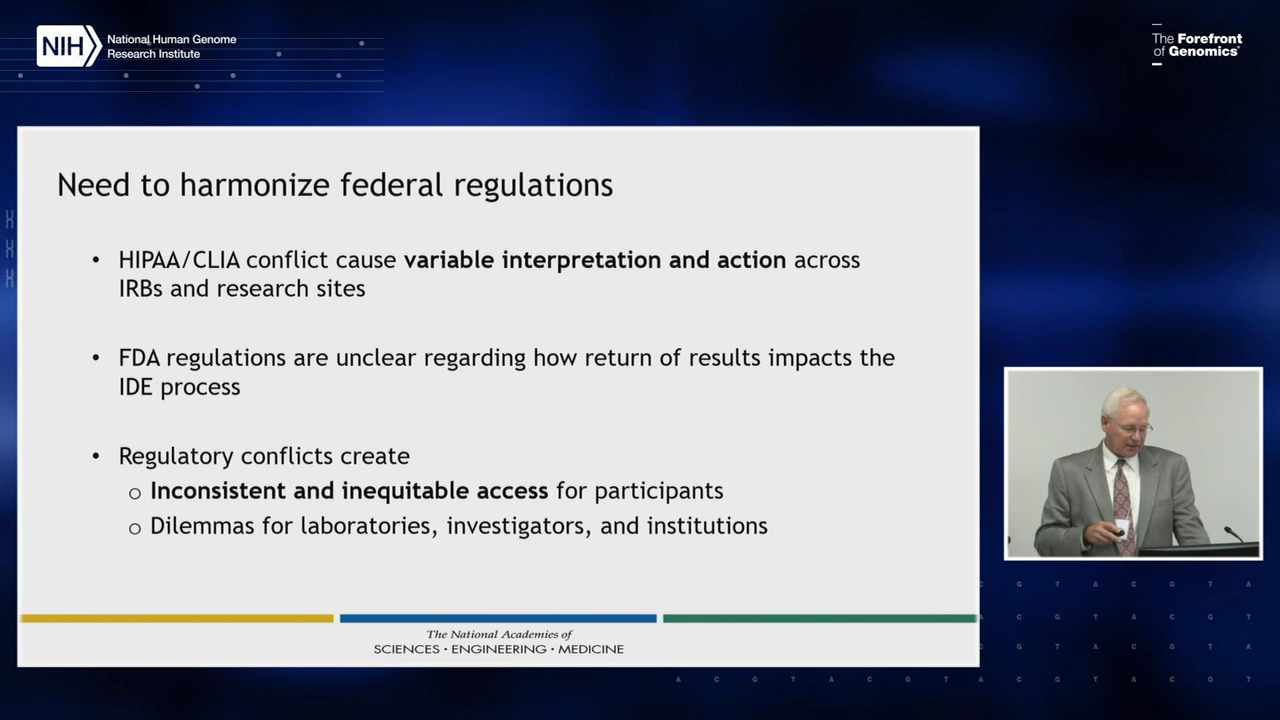 NIH National Human Genome
Research Institute
The Forefront
of Genomics®
Need to harmonize federal regulations
• HIPAA/CLIA conflict cause variable interpretation and action across
IRBs and research sites
• FDA regulations are unclear regarding how return of results impacts the
IDE process
• Regulatory conflicts create
o Inconsistent and inequitable access for participants
o Dilemmas for laboratories, investigators, and institutions
The National Academies of
SCIENCES · ENGINEERING · MEDICINE
C G T A C G T A
A C G T A C G T
C G T A C G T A
A C G T A C G T A C G T A C G T